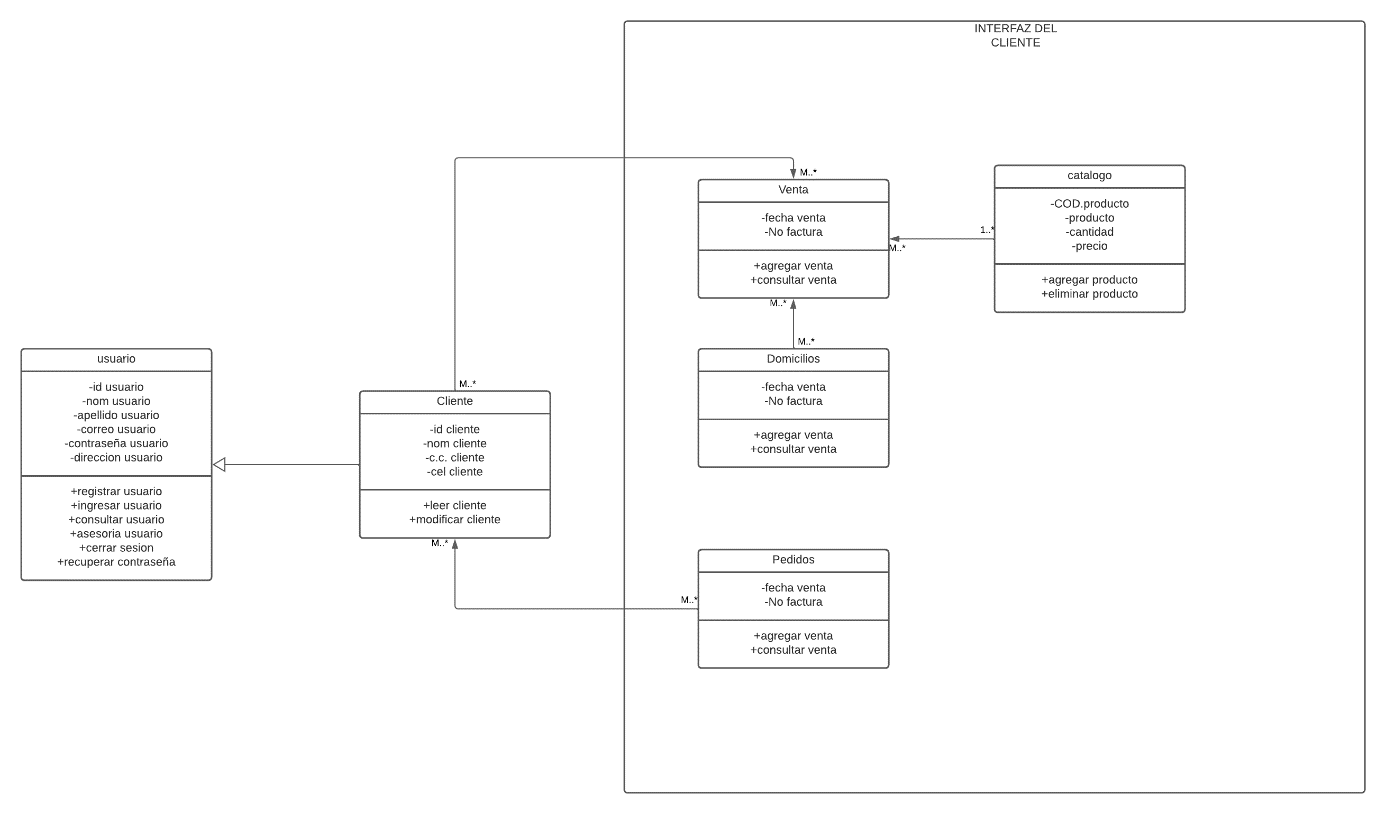 INTERFAZ DEL
CLIENTE
M..*
Venta
-fecha venta
-No factura
+agregar venta
+consultar venta
catalogo
-COD.producto
-producto
-cantidad
-precio
+agregar producto
+eliminar producto
1..*
M..*
M..*
M..*
Domicilios
-fecha venta
-No factura
+agregar venta
+consultar venta
usuario
-id usuario
-nom usuario
-apellido usuario
-correo usuario
-contraseña usuario
-direccion usuario
+registrar usuario
+ingresar usuario
+consultar usuario
+asesoria usuario
+cerrar sesion
+recuperar contraseña
M..*
Cliente
-id cliente
-nom cliente
-c.c. cliente
-cel cliente
+leer cliente
+modificar cliente
M..*
M..*
Pedidos
-fecha venta
-No factura
+agregar venta
+consultar venta